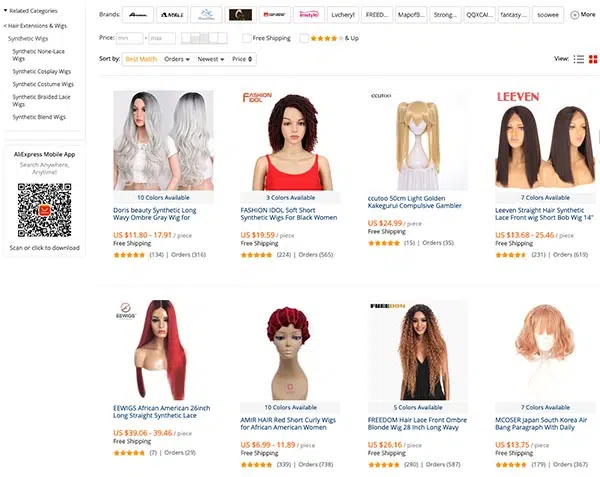 Related Categories
< Hair Extensions & Wigs
Synthetic Wigs
Synthetic None-Lace
Wigs
Synthetic Cosplay Wigs
Synthetic Costume Wigs
Synthetic Braided Lace
Wigs
Synthetic Blend Wigs
AliExpress Mobile App
Search Anywhere,
Anytime!
Scan or click to download
Brands: Lvcheryl FREED... MapofB... Strong... QQXCAI... fantasy ... soowee More
Price: min - max Free Shipping & Up
Sort by: Best Match Orders Newest Price View:
10 Colors Available
Doris beauty Synthetic Long
Wavy Ombre Gray Wig for
US $11.80 - 17.91 / piece
Free Shipping
(134) | Orders (316)
FASHION
IDOL
3 Colors Available
FASHION IDOL Soft Short
Synthetic Wigs For Black Women
US $19.59 / piece
Free Shipping
(224) | Orders (565)
ccutoo
ccutoo 50cm Light Golden
Kakegurui Compulsive Gambler
US $24.99 / piece
Free Shipping
(15) | Orders (35)
LEEVEN
7 Colors Available
Leeven Straight Hair Synthetic
Lace Front wig Short Bob Wig 14"
US $13.68 - 25.46 / piece
Free Shipping
(231) | Orders (619)
EEWIGS
EEWIGS African American 26inch
Long Straight Synthetic Lace
US $39.06 - 39.46 / piece
Free Shipping
(7) | Orders (29)
10 Colors Available
AMIR HAIR Red Short Curly Wigs
for African American Women
US $6.99 - 11.89 / piece
Free Shipping
(339) | Orders (738)
FREEDOM
5 Colors Available
FREEDOM Hair Lace Front Ombre
Blonde Wig 28 Inch Long Wavy
US $26.16 / piece
Free Shipping
(280) | Orders (587)
7 Colors Available
MCOSER Japan South Korea Air
Bang Paragraph With Daily
US $13.75 / piece
Free Shipping
(179) | Orders (367)